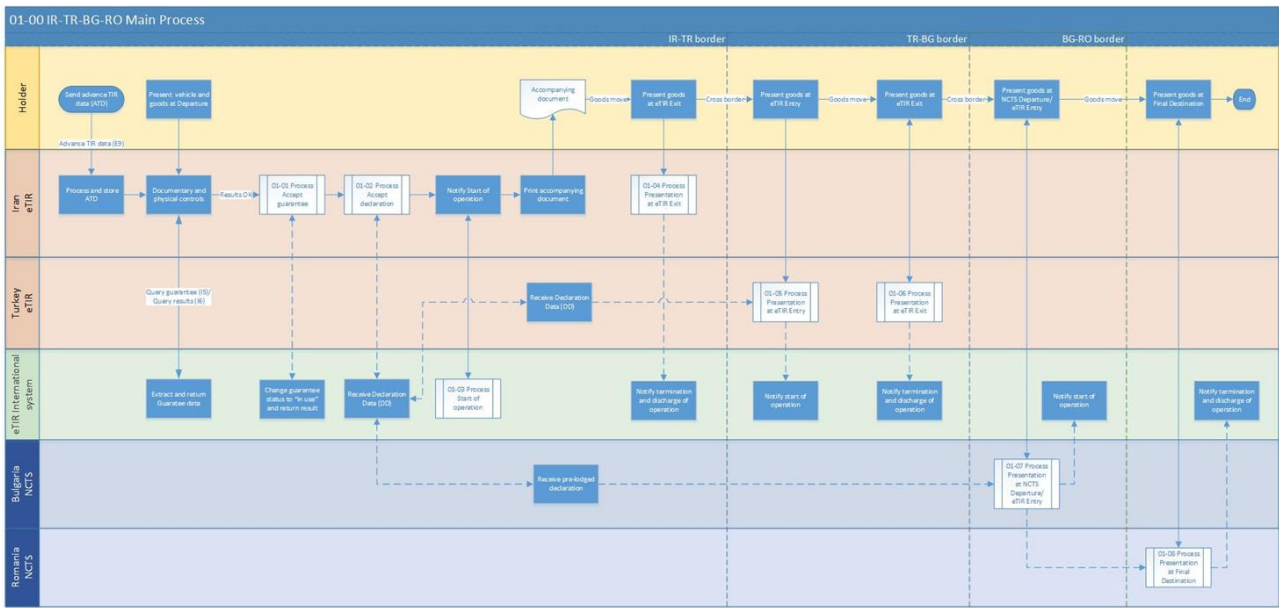 01-00 IR-TR-BG-RO Main Process
IR-TR border
TR-BG border
BG-RO border
Holder
Send advance TIR
data (ATD)
Present vehicle and
goods at Departure
Accompanying
document
Goods move
Present goods
at eTIR Exit
Cross border
Present goods at
eTIR Entry
Goods move
Present goods at
eTIR Exit
Cross border
Present goods at
NCTS Departure/
eTIR Entry
Goods move
Present goods at
Final Destination
End
Advance TIR data (E9)
Iran
eTIR
Process and store
ATD
Documentary and
physical controls
Results OK
01-01 Process
Accept
guarantee
01-02 Process
Accept
declaration
Notify Start of
operation
Print accompanying
document
01-04 Process
Presentation
at eTIR Exit
Turkey
eTIR
Query guarantee (I5)/
Query results (I6)
Receive Declaration
Data (DD)
01-05 Process
Presentation
at eTIR Entry
01-06 Process
Presentation
at eTIR Exit
eTIR International
system
Extract and return
Guarantee data
Change guarantee
status to "in use"
and return result
Receive Declaration
Data (DD)
01-03 Process
Start of
operation
Notify termination
and discharge of
operation
Notify start of
operation
Notify termination
and discharge of
operation
Notify start of
operation
Notify termination
and discharge of
operation
Bulgaria
NCTS
Receive pre-lodged
declaration
01-07 Process
Presentation
at NCTS
Departure/
eTIR Entry
Romania
NCTS
01-08 Process
Presentation
at Final
Destination